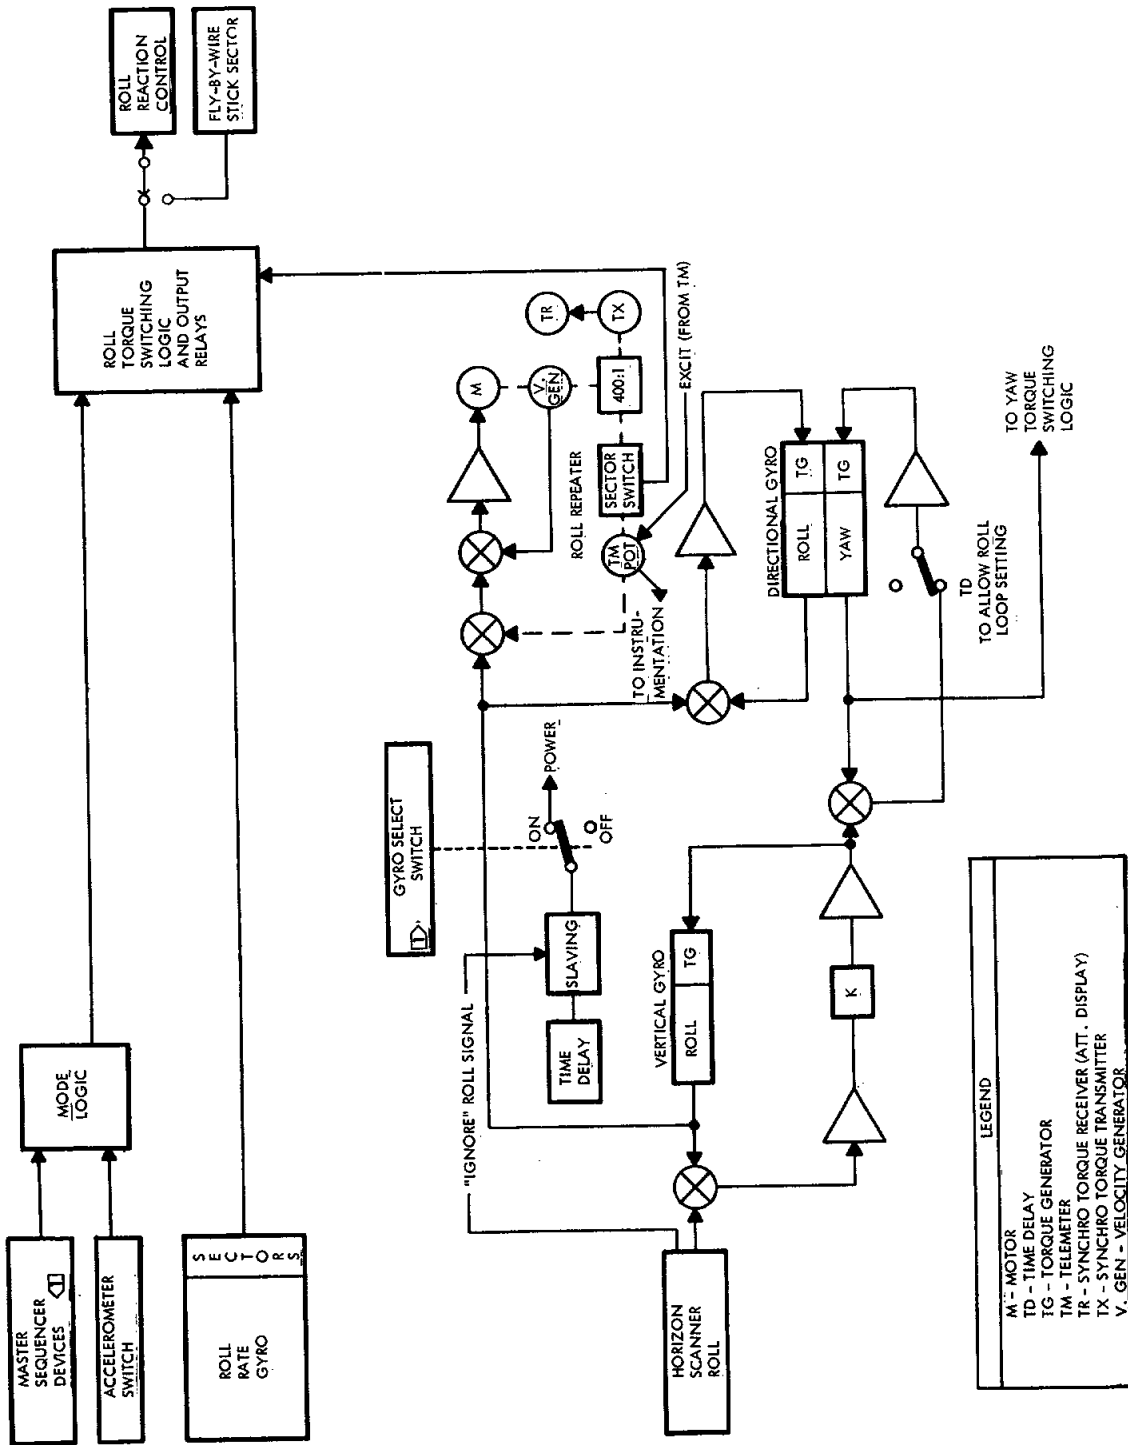 MASTER
SEQUENCER
DEVICES
1
ACCELEROMETER
SWITCH
MODE
LOGIC
ROLL
RATE
GYRO
SECTORS
ROLL
TORQUE
SWITCHING
LOGIC
AND OUTPUT
RELAYS
ROLL
REACTION
CONTROL
FLY-BY-WIRE
STICK SECTOR
"IGNORE" ROLL SIGNAL
1
GYRO SELECT
SWITCH
TIME
DELAY
SLAVING
ON
OFF
POWER
M
V.
GEN
TR
TX
400:1
ROLL REPEATER
SECTOR
SWITCH
TM
POT
TO INSTRU-
MENTATION
EXCIT (FROM TM)
HORIZON
SCANNER
ROLL
VERTICAL GYRO
ROLL
TG
K
DIRECTIONAL GYRO
ROLL
TG
YAW
TG
TD
TO ALLOW ROLL
LOOP SETTING
TO YAW
TORQUE
SWITCHING
LOGIC
LEGEND
M - MOTOR
TD - TIME DELAY
TG - TORQUE GENERATOR
TM - TELEMETER
TR - SYNCHRO TORQUE RECEIVER (ATT. DISPLAY)
TX - SYNCHRO TORQUE TRANSMITTER
V. GEN - VELOCITY GENERATOR